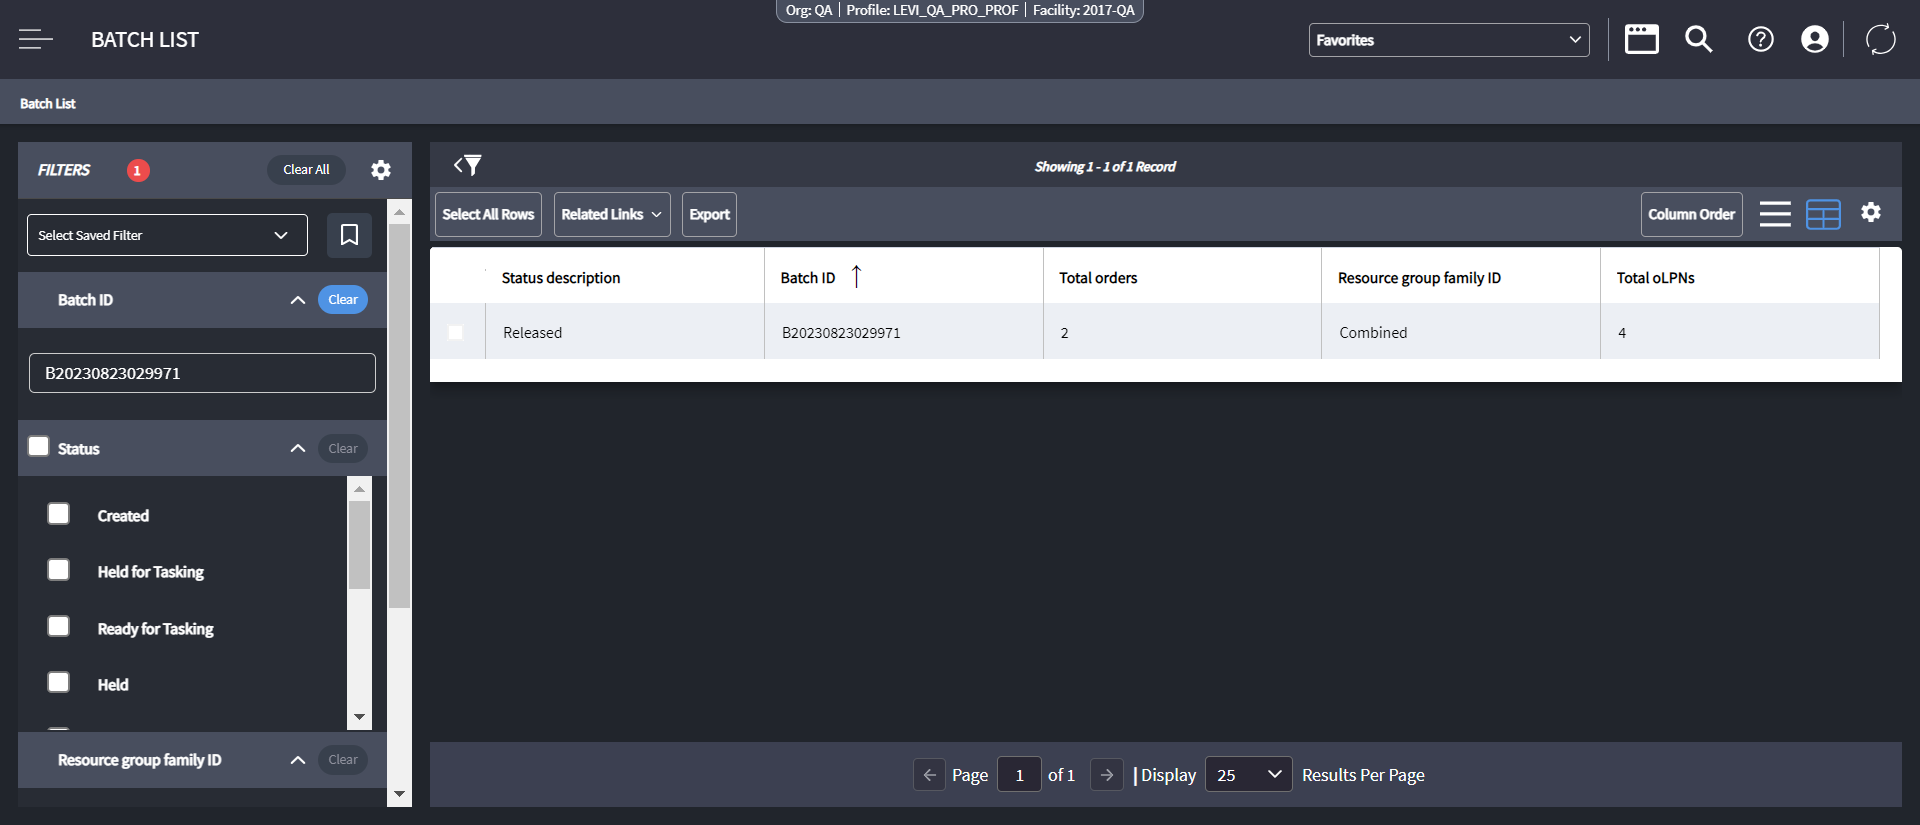 Org: QA | Profile: LEVI_QA_PRO_PROF | Facility: 2017-QA
BATCH LIST
Favorites
Batch List
FILTERS 1 Clear All
Select Saved Filter
Batch ID Clear
B20230823029971
Status Clear
Created
Held for Tasking
Ready for Tasking
Held
Resource group family ID Clear
Showing 1 - 1 of 1 Record
Select All Rows Related Links Export Column Order
Status description Batch ID Total orders Resource group family ID Total oLPNs
Released B20230823029971 2 Combined 4
Page 1 of 1 | Display 25 Results Per Page